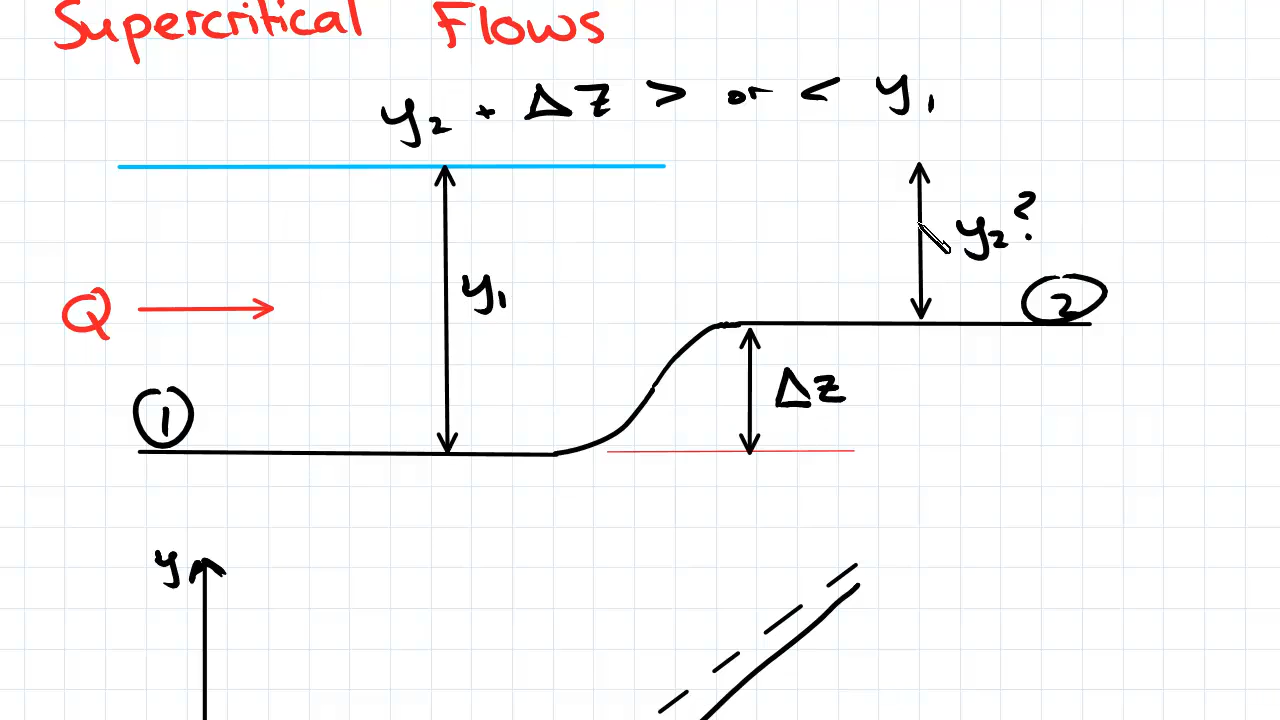 Supercritical Flows
y₂ + Δz > or < y₁
y₂?
Q
y₁
②
Δz
①
y